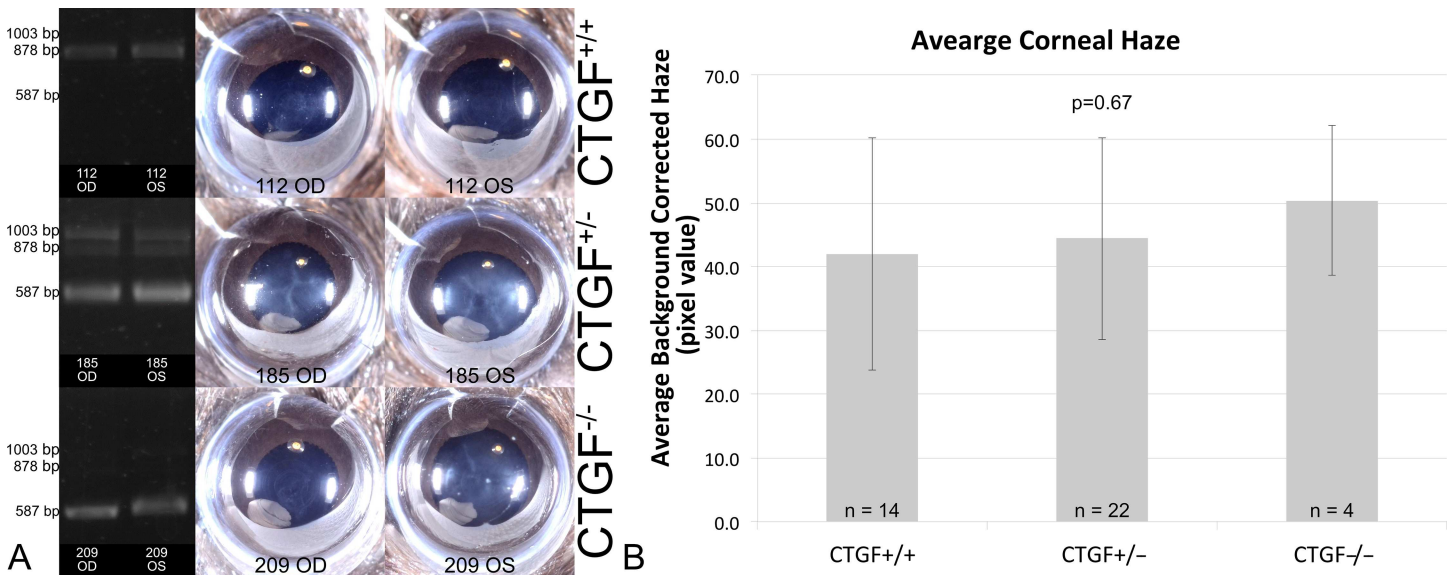 1003 bp
878 bp
587 bp
112 OD
112 OS
112 OD
112 OS
CTGF+/+
1003 bp
878 bp
587 bp
185 OD
185 OS
185 OD
185 OS
CTGF+/-
1003 bp
878 bp
587 bp
209 OD
209 OS
209 OD
209 OS
CTGF-/-
A
Avearge Corneal Haze
Average Background Corrected Haze
(pixel value)
70.0
60.0
50.0
40.0
30.0
20.0
10.0
0.0
p=0.67
n = 14
n = 22
n = 4
CTGF+/+
CTGF+/−
CTGF−/−
B